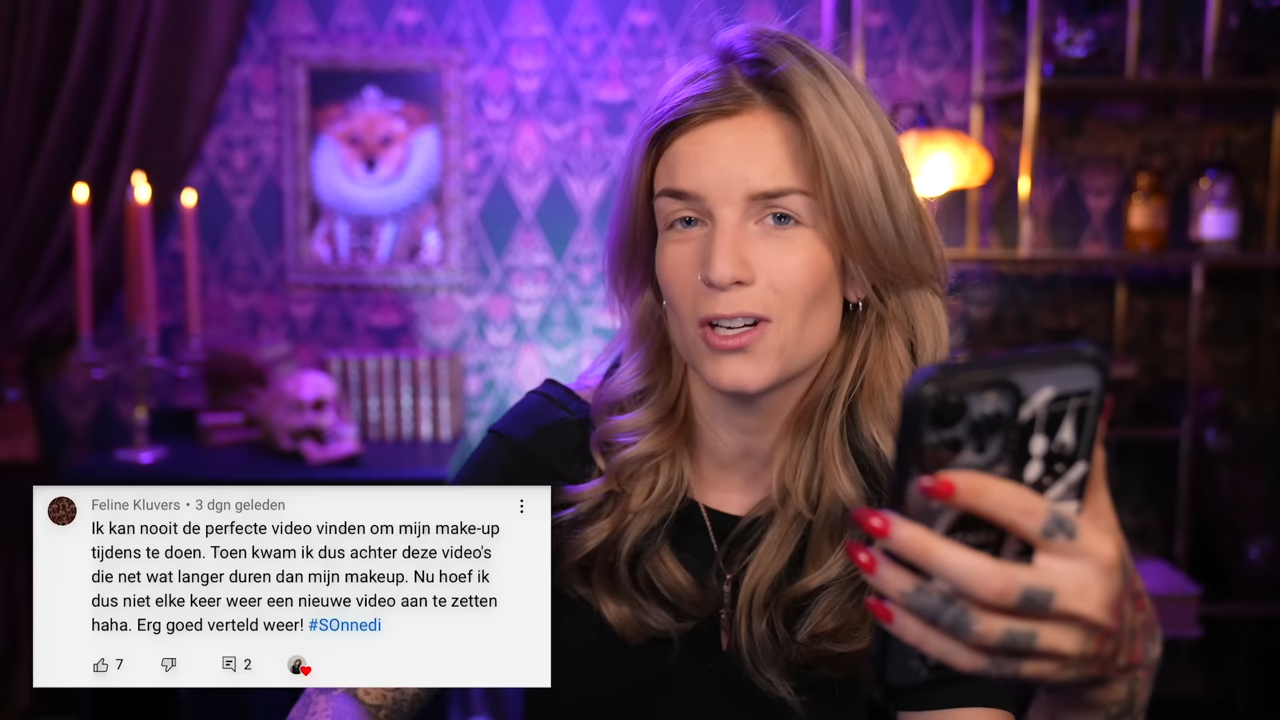 Feline Kluvers • 3 dgn geleden
Ik kan nooit de perfecte video vinden om mijn make-up
tijdens te doen. Toen kwam ik dus achter deze video's
die net wat langer duren dan mijn makeup. Nu hoef ik
dus niet elke keer weer een nieuwe video aan te zetten
haha. Erg goed verteld weer! #SOnnedi
7
2